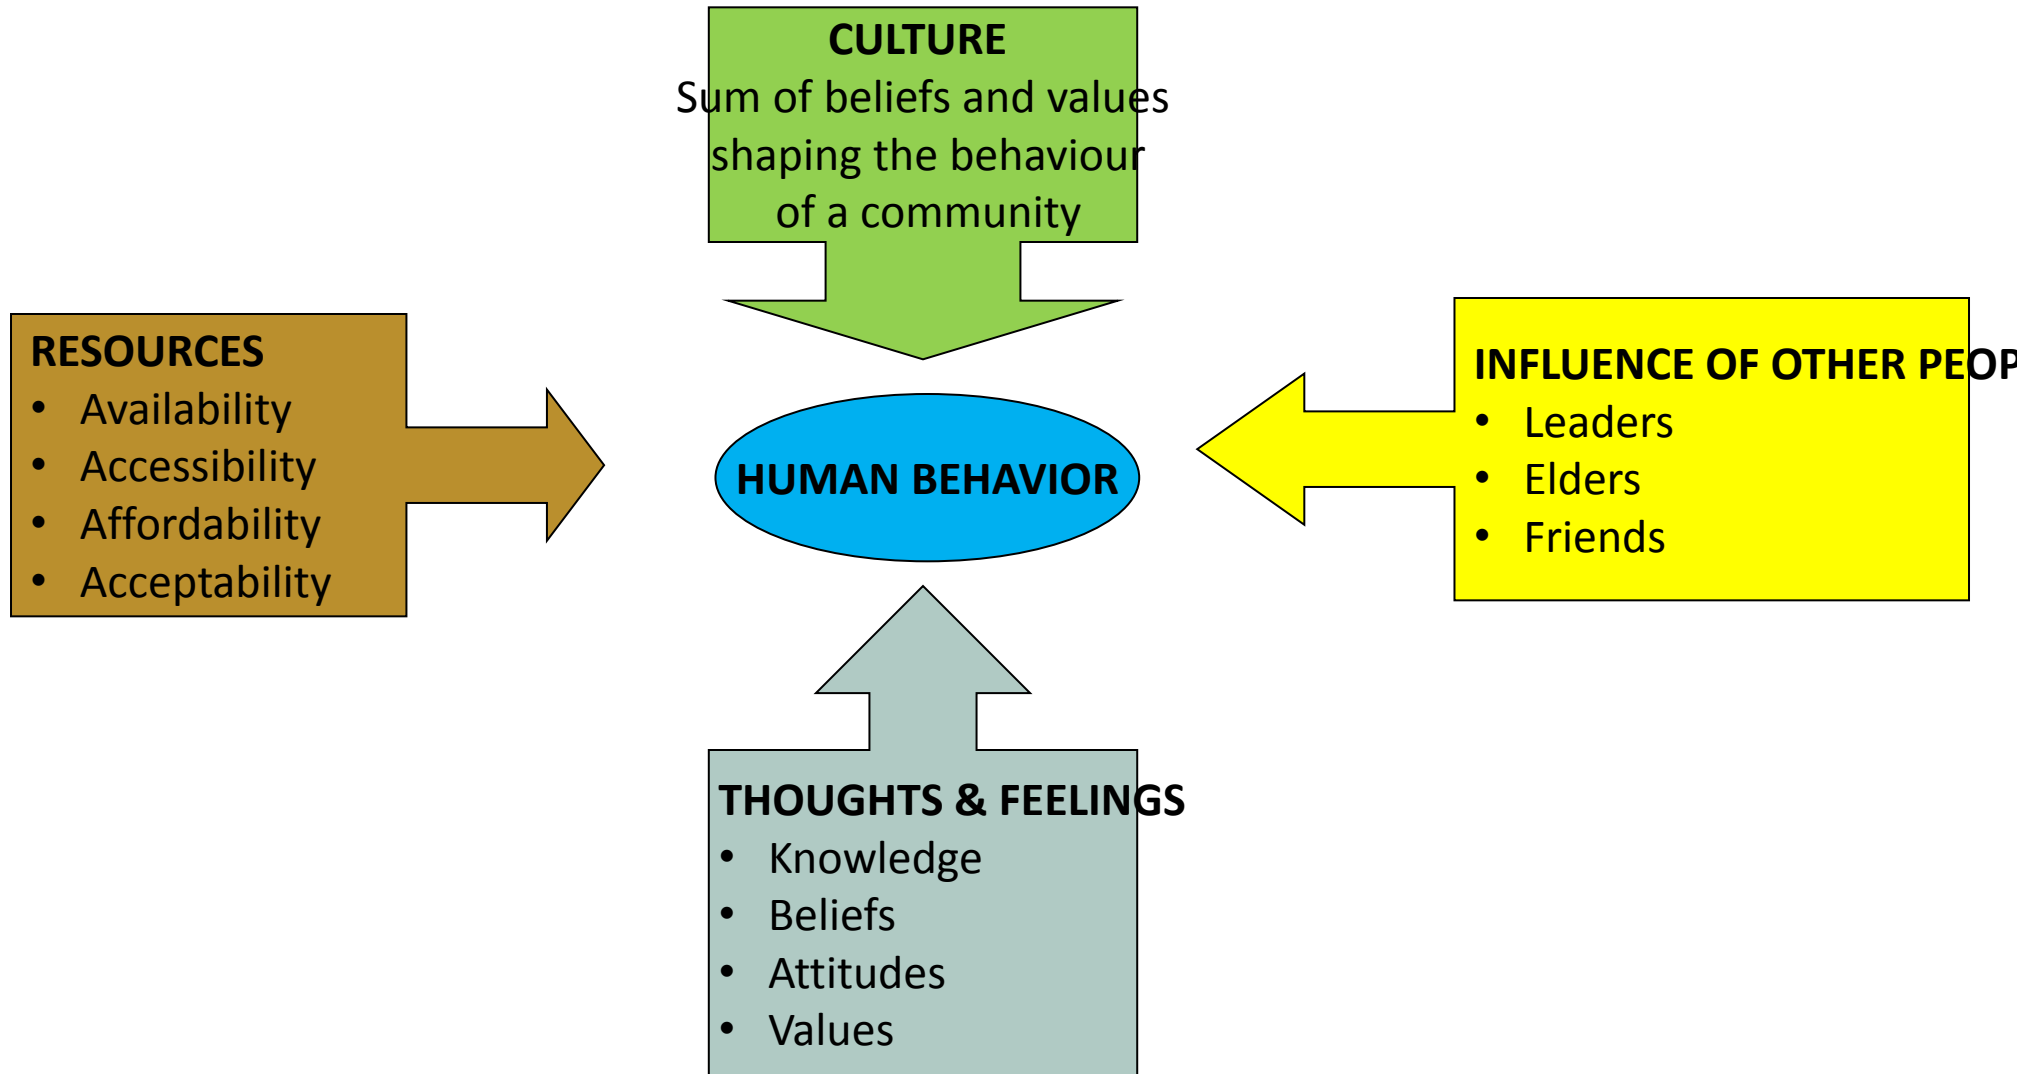 CULTURE
Sum of beliefs and values
shaping the behaviour
of a community
RESOURCES
• Availability
• Accessibility
• Affordability
• Acceptability
HUMAN BEHAVIOR
INFLUENCE OF OTHER PEOP
• Leaders
• Elders
• Friends
THOUGHTS & FEELINGS
• Knowledge
• Beliefs
• Attitudes
• Values